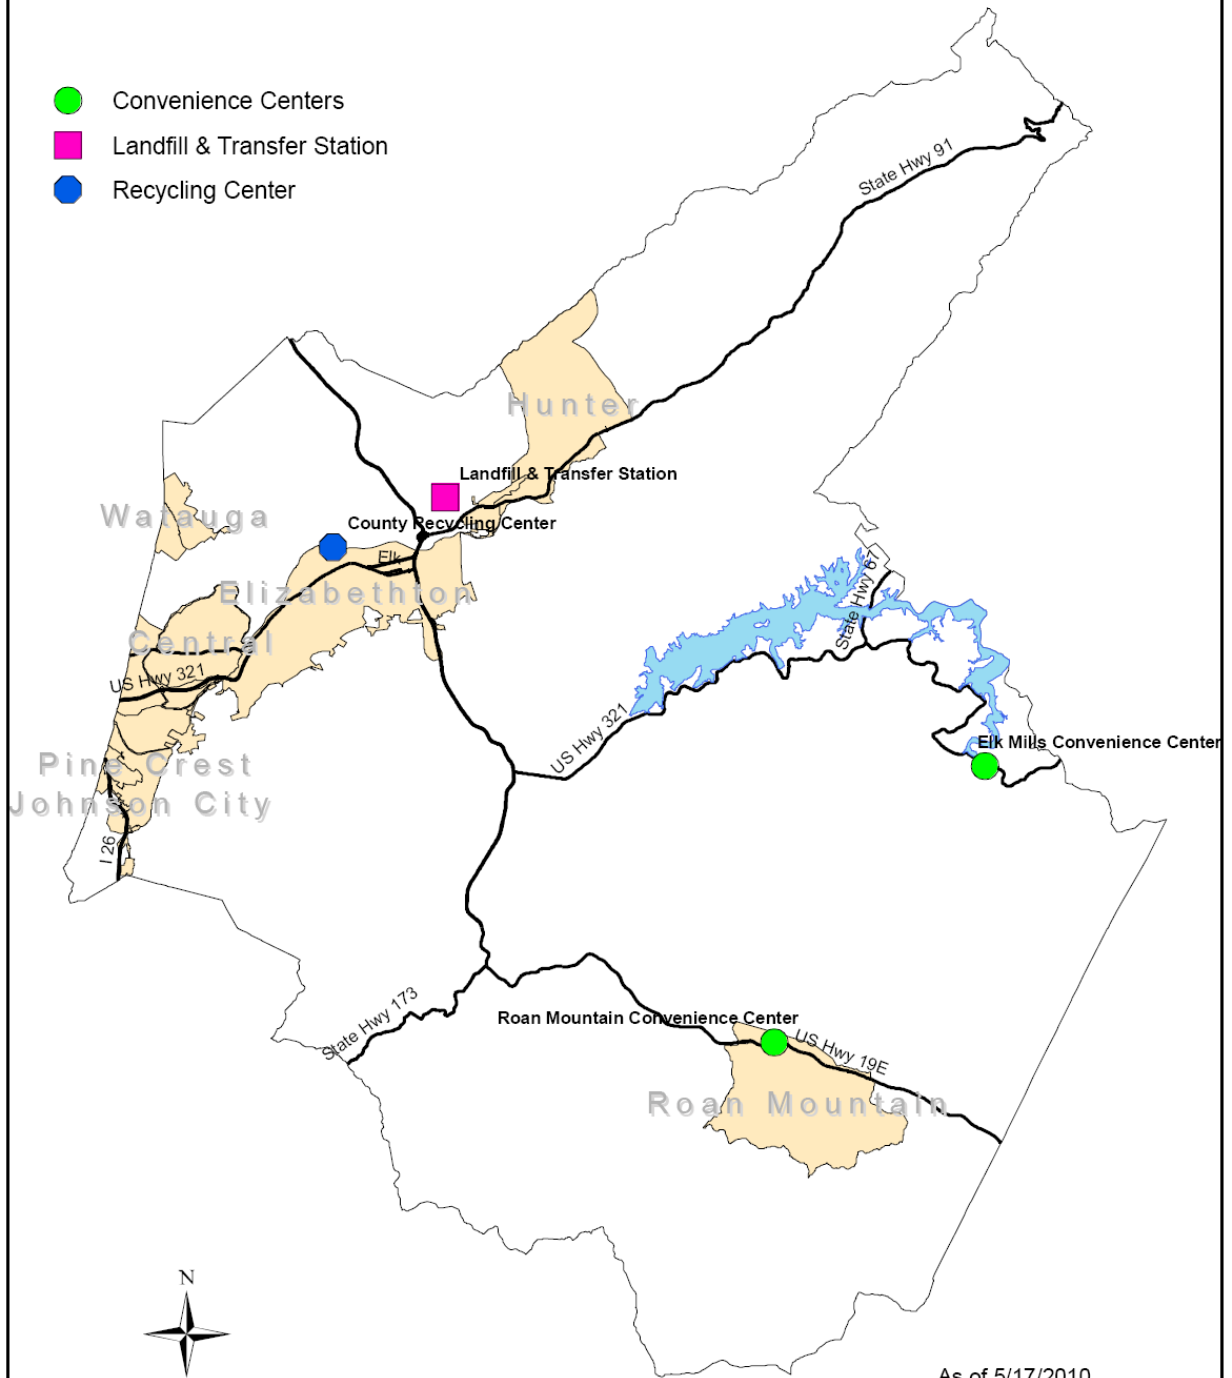 Convenience Centers
Landfill & Transfer Station
Recycling Center
State Hwy 91
Hunter
Landfill & Transfer Station
Watauga
County Recycling Center
Elk
Elizabethton
State Hwy 67
Central
US Hwy 321
US Hwy 321
Elk Mills Convenience Center
Pine Crest
Johnson City
I 26
State Hwy 173
Roan Mountain Convenience Center
US Hwy 19E
Roan Mountain
N
As of 5/17/2010